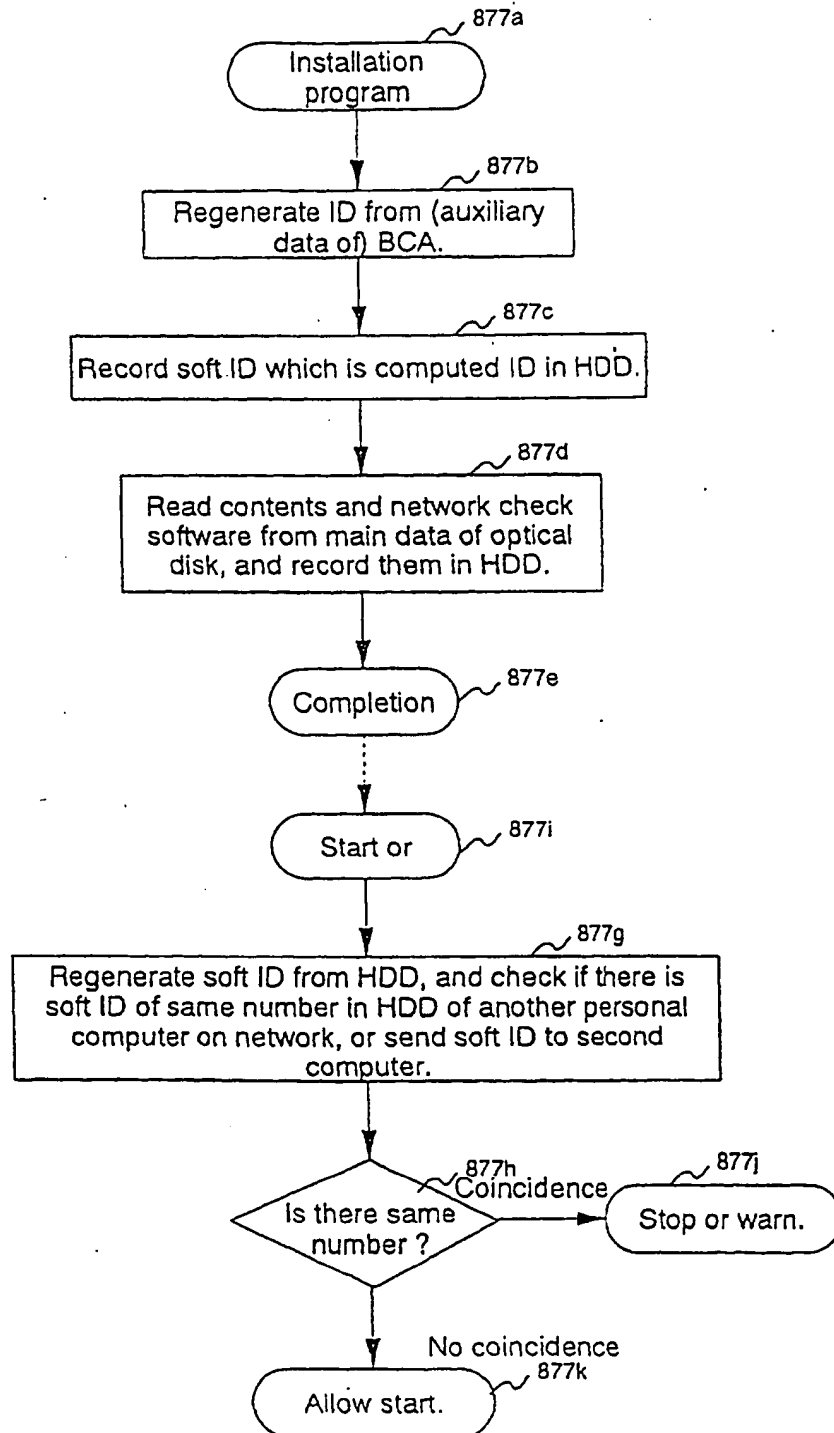 877a
Installation
program
877b
Regenerate ID from (auxiliary
data of) BCA.
877c
Record soft ID which is computed ID in HDD.
877d
Read contents and network check
software from main data of optical
disk, and record them in HDD.
877e
Completion
877i
Start or
877g
Regenerate soft ID from HDD, and check if there is
soft ID of same number in HDD of another personal
computer on network, or send soft ID to second
computer.
877h
Coincidence
Is there same
number ?
877j
Stop or warn.
No coincidence
877k
Allow start.